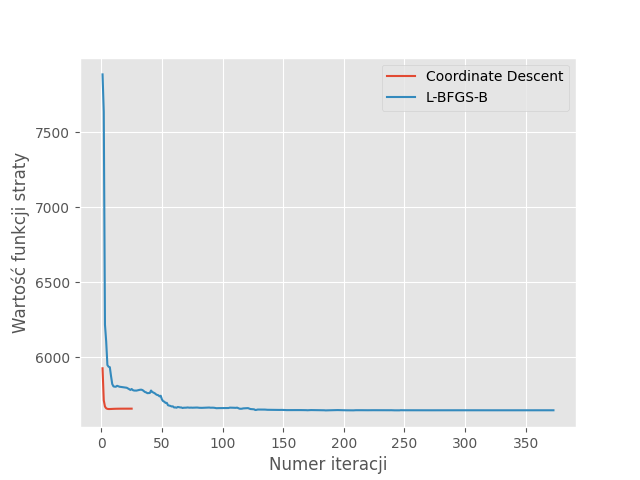 Coordinate Descent
L-BFGS-B
Wartość funkcji straty
7500
7000
6500
6000
0 50 100 150 200 250 300 350
Numer iteracji